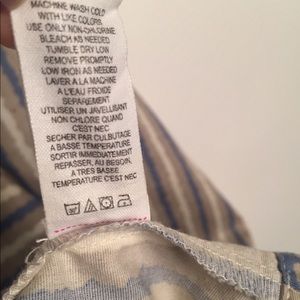 MACHINE WASH COLD
WITH LIKE COLORS
USE ONLY NON-CHLORINE
BLEACH AS NEEDED
TUMBLE DRY LOW
REMOVE PROMPTLY
LOW IRON AS NEEDED
LAVER A LA MACHINE
A L'EAU FROIDE
SEPAREMENT
UTILISER UN JAVELLISANT
NON CHLORE QUAND
C'EST NEC
SECHER PAR CULBUTAGE
A BASSE TEMPERATURE
SORTIR IMMEDIATEMENT
REPASSER, AU BESOIN,
A TRES BASSE
TEMPERATURE C'EST NEC